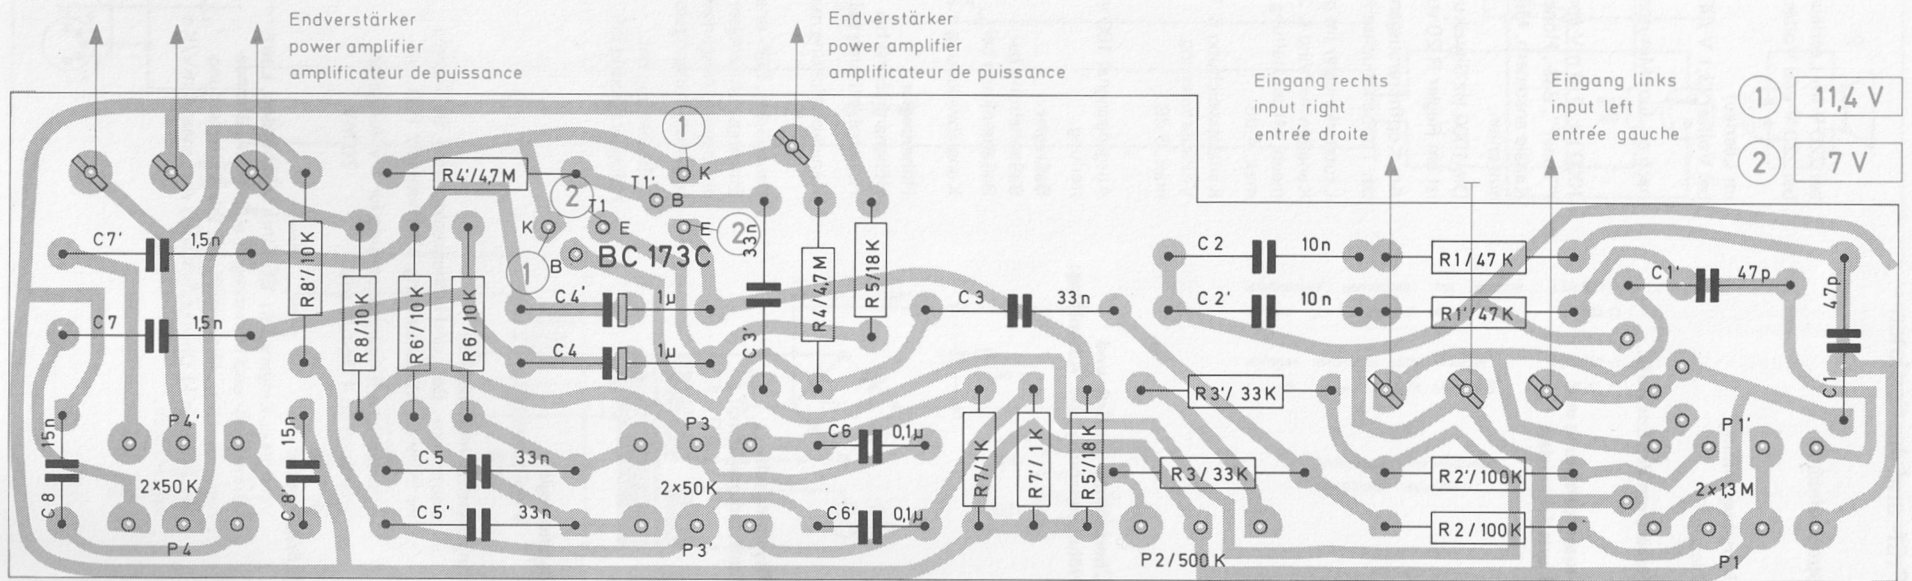 Endverstärker
power amplifier
amplificateur de puissance
Endverstärker
power amplifier
amplificateur de puissance
Eingang rechts
input right
entrée droite
Eingang links
input left
entrée gauche
1 11,4 V
2 7 V
1
K
R4'/4,7M
T1'
B
2
T1
K
E
E
2
C7' 1,5n
R8'/10K
B
BC 173C
33n
C2 10n
R1/47K
1
C1' 47p
47p
R8/10K
R6'/10K
R6/10K
C4' 1µ
C3'
R4/4,7M
R5/18K
C3 33n
C2' 10n
R1'/47K
C7 1,5n
C4 1µ
C1
R3'/33K
15n
C8
P4'
15n
C8'
P3
C6 0,1µ
R7/1K
R7'/1K
R5'/18K
P1'
C5 33n
R3/33K
R2'/100K
2×50K
2×50K
2×1,3M
C5' 33n
C6' 0,1µ
R2/100K
P4
P3'
P2/500K
P1